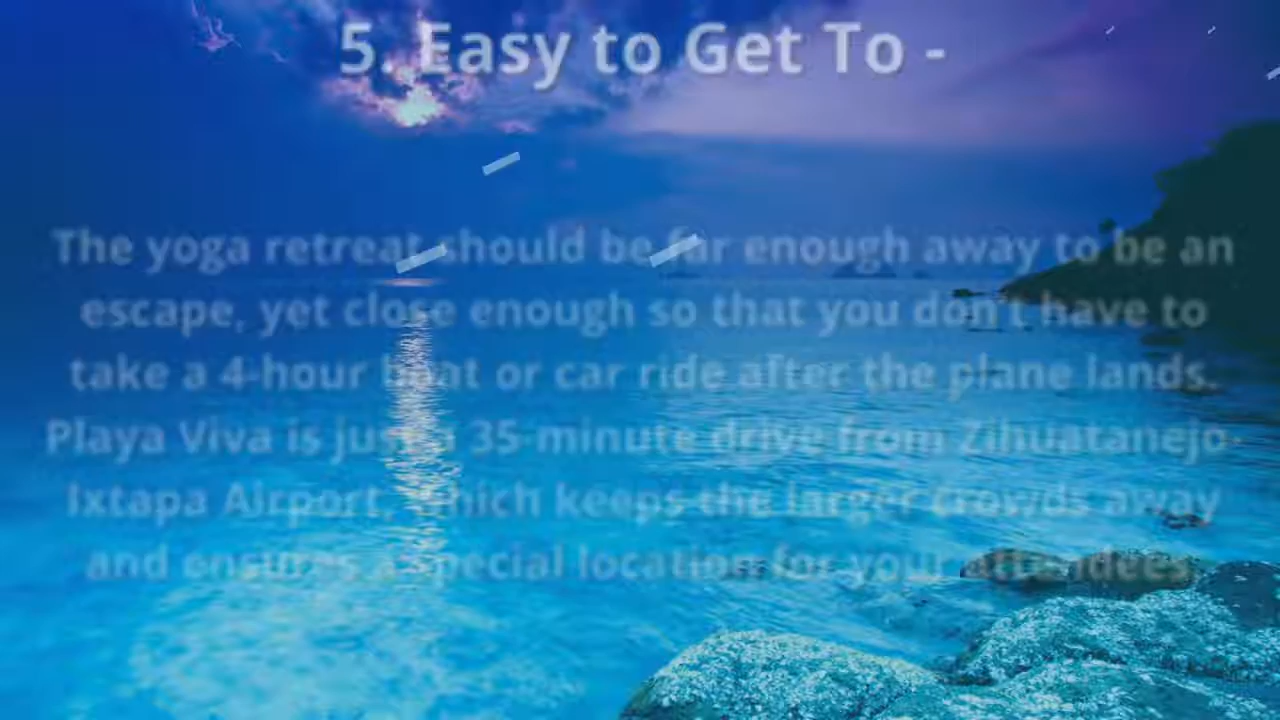 5. Easy to Get To -
The yoga retreat should be far enough away to be an
escape, yet close enough so that you don't have to
take a 4-hour boat or car ride after the plane lands.
Playa Viva is just a 35-minute drive from Zihuatanejo-
Ixtapa Airport, which keeps the larger crowds away
and ensures a special location for your attendees.